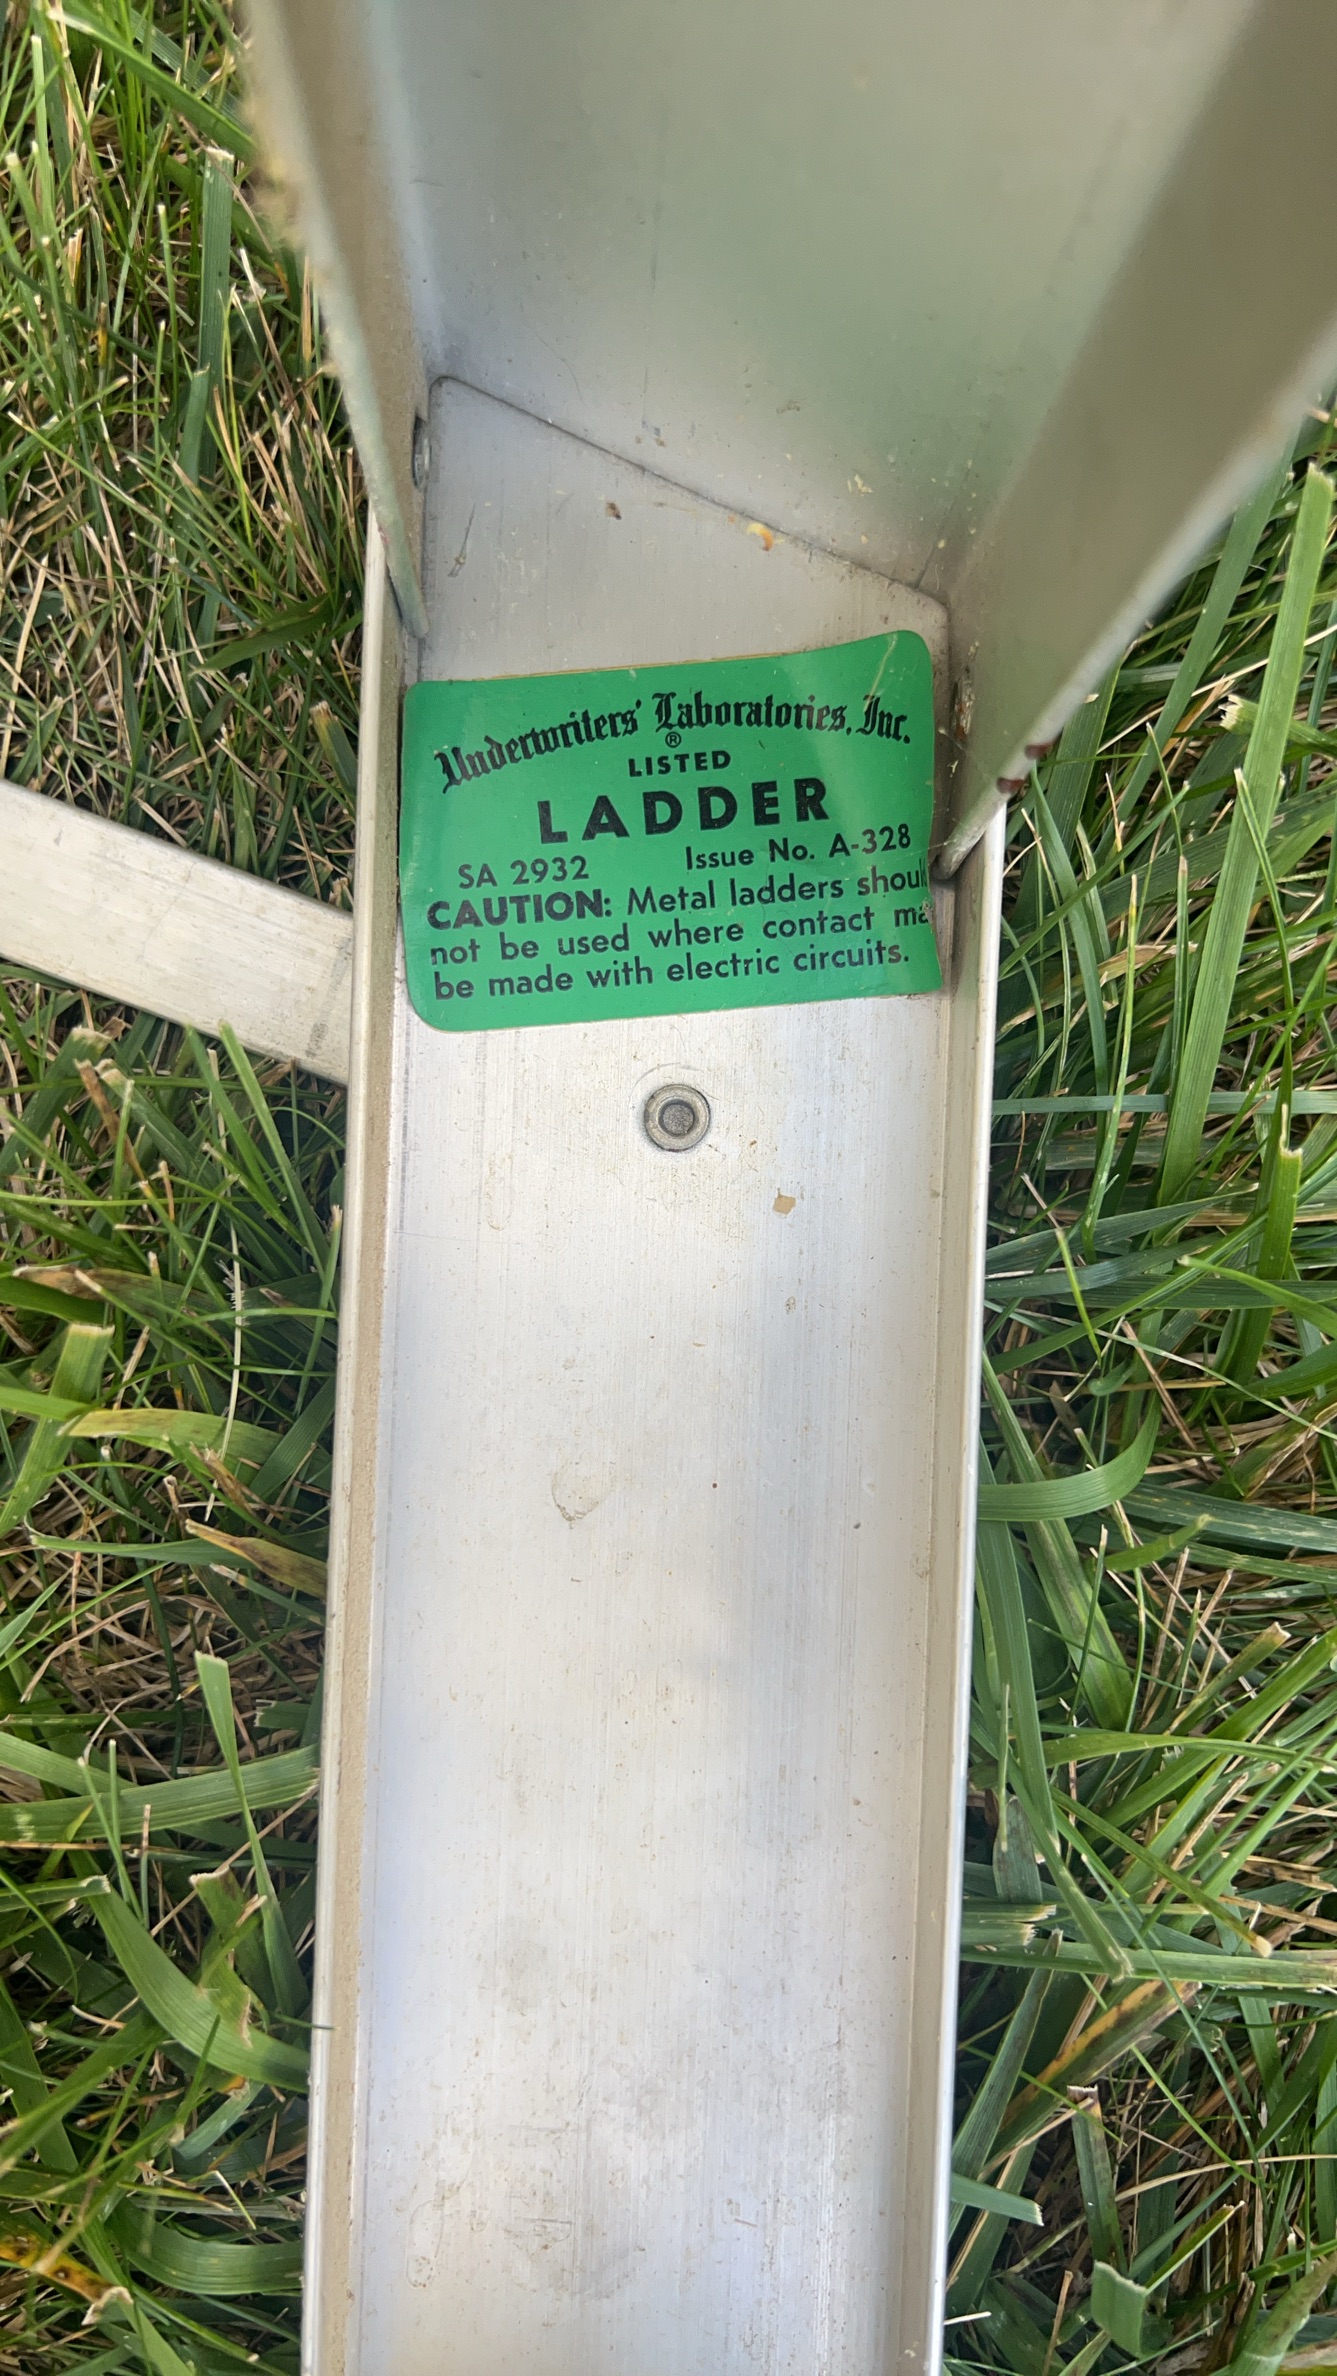 Underwriters' Laboratories, Inc.
®
LISTED
LADDER
SA 2932 Issue No. A-328
CAUTION: Metal ladders shoul
not be used where contact ma
be made with electric circuits.